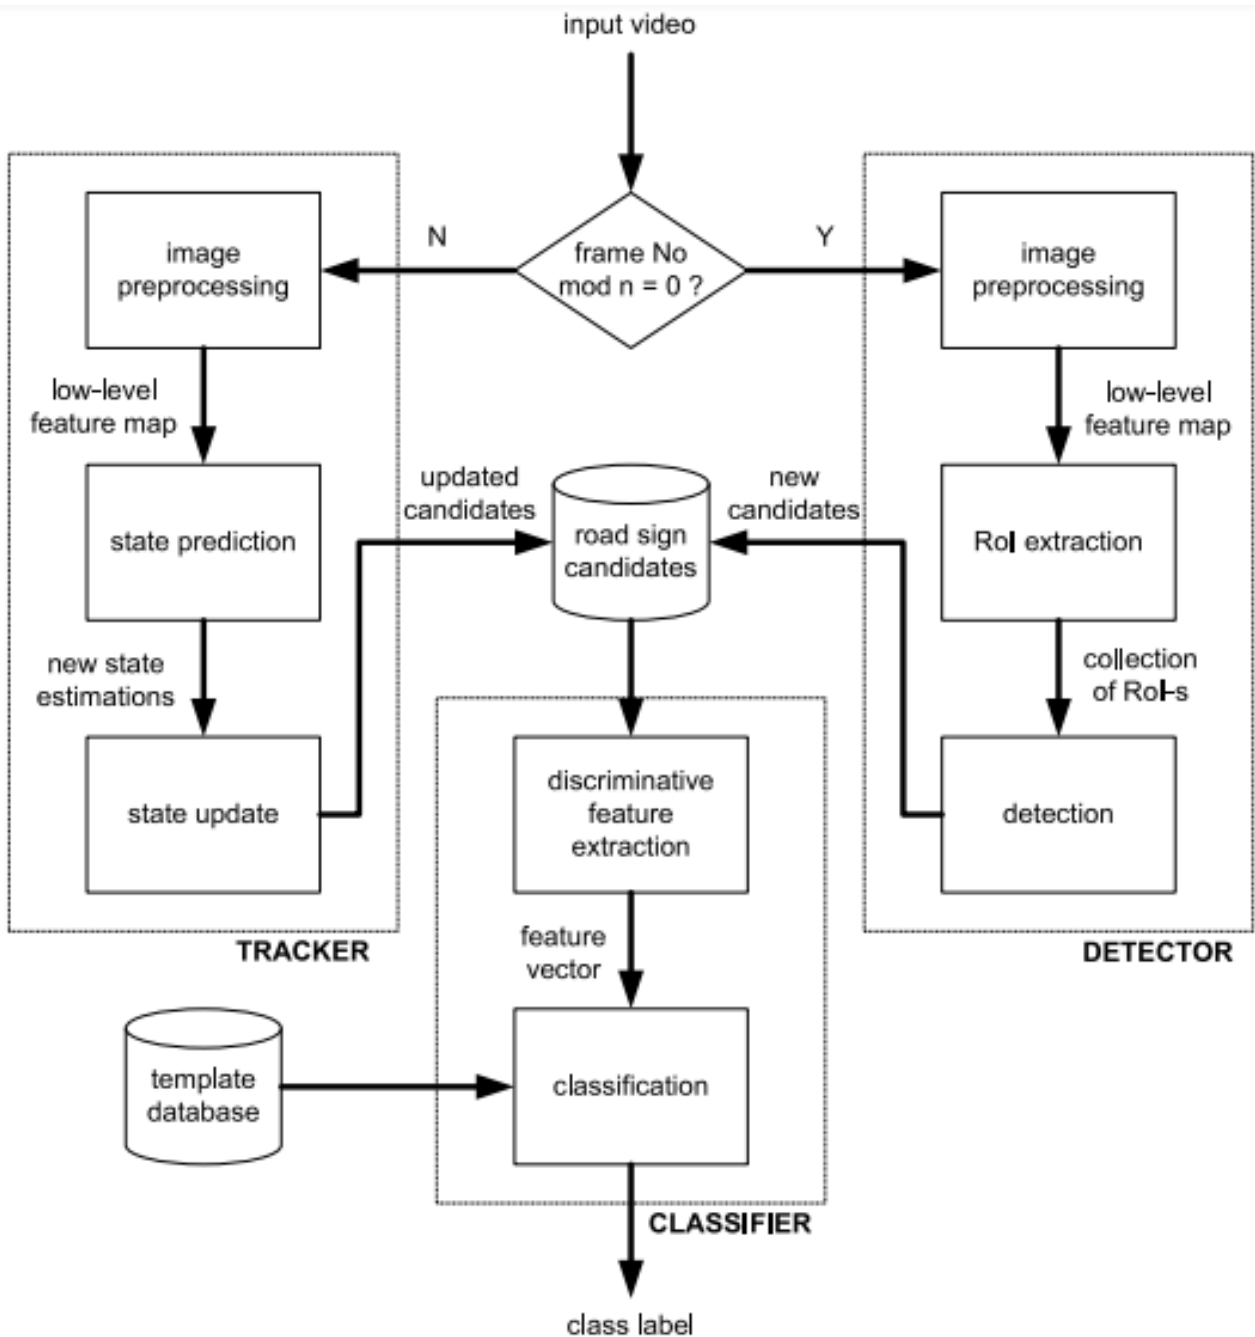 input video
frame No
mod n = 0 ?
N
Y
image
preprocessing
low-level
feature map
state prediction
new state
estimations
state update
TRACKER
image
preprocessing
low-level
feature map
RoI extraction
collection
of RoI-s
detection
DETECTOR
updated
candidates
new
candidates
road sign
candidates
discriminative
feature
extraction
feature
vector
template
database
classification
CLASSIFIER
class label